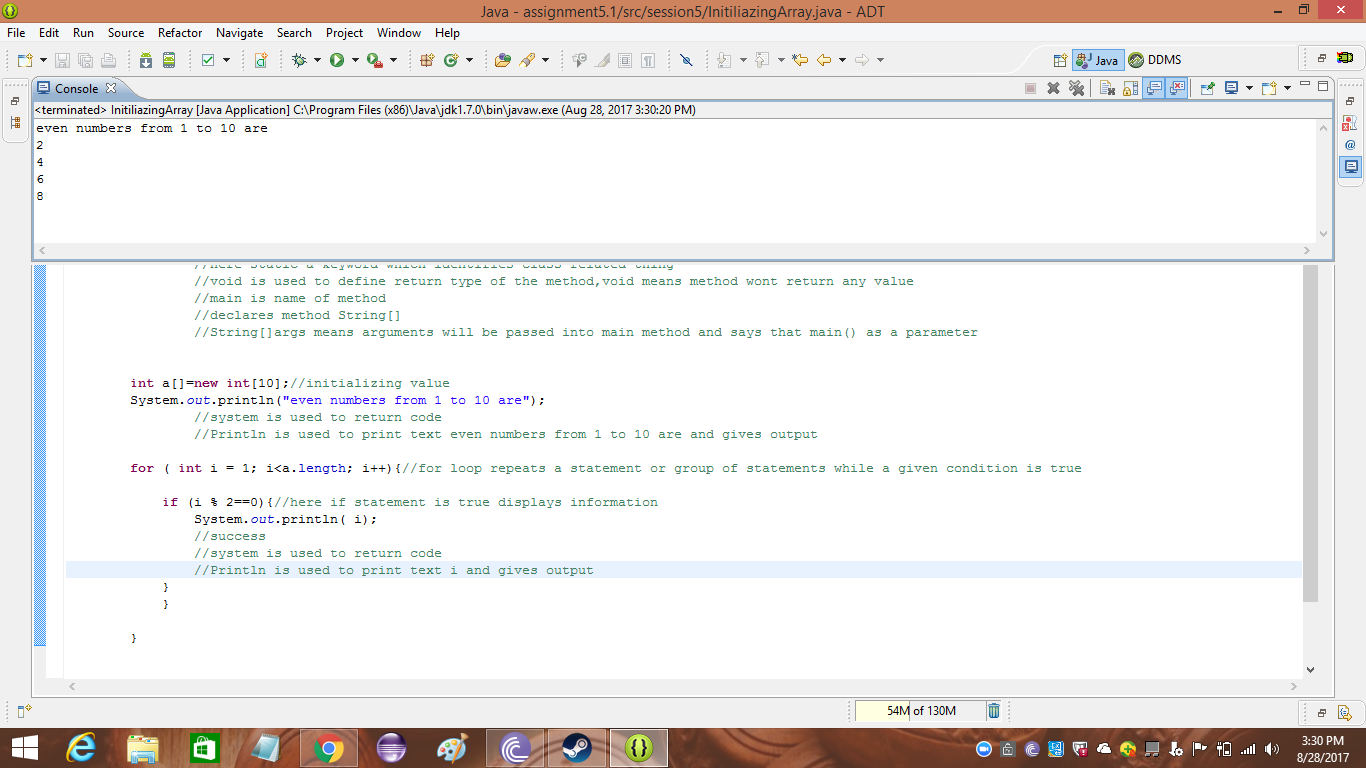 Java - assignment5.1/src/session5/InitiliazingArray.java - ADT
File Edit Run Source Refactor Navigate Search Project Window Help
Java DDMS
Console
<terminated> InitiliazingArray [Java Application] C:\Program Files (x86)\Java\jdk1.7.0\bin\javaw.exe (Aug 28, 2017 3:30:20 PM)
even numbers from 1 to 10 are
2
4
6
8
//here static a keyword which identifies class related thing
//void is used to define return type of the method,void means method wont return any value
//main is name of method
//declares method String[]
//String[]args means arguments will be passed into main method and says that main() as a parameter
int a[]=new int[10];//initializing value
System.out.println("even numbers from 1 to 10 are");
//system is used to return code
//Println is used to print text even numbers from 1 to 10 are and gives output
for ( int i = 1; i<a.length; i++){//for loop repeats a statement or group of statements while a given condition is true
if (i % 2==0){//here if statement is true displays information
System.out.println( i);
//success
//system is used to return code
//Println is used to print text i and gives output
}
}
}
54M of 130M
3:30 PM
8/28/2017